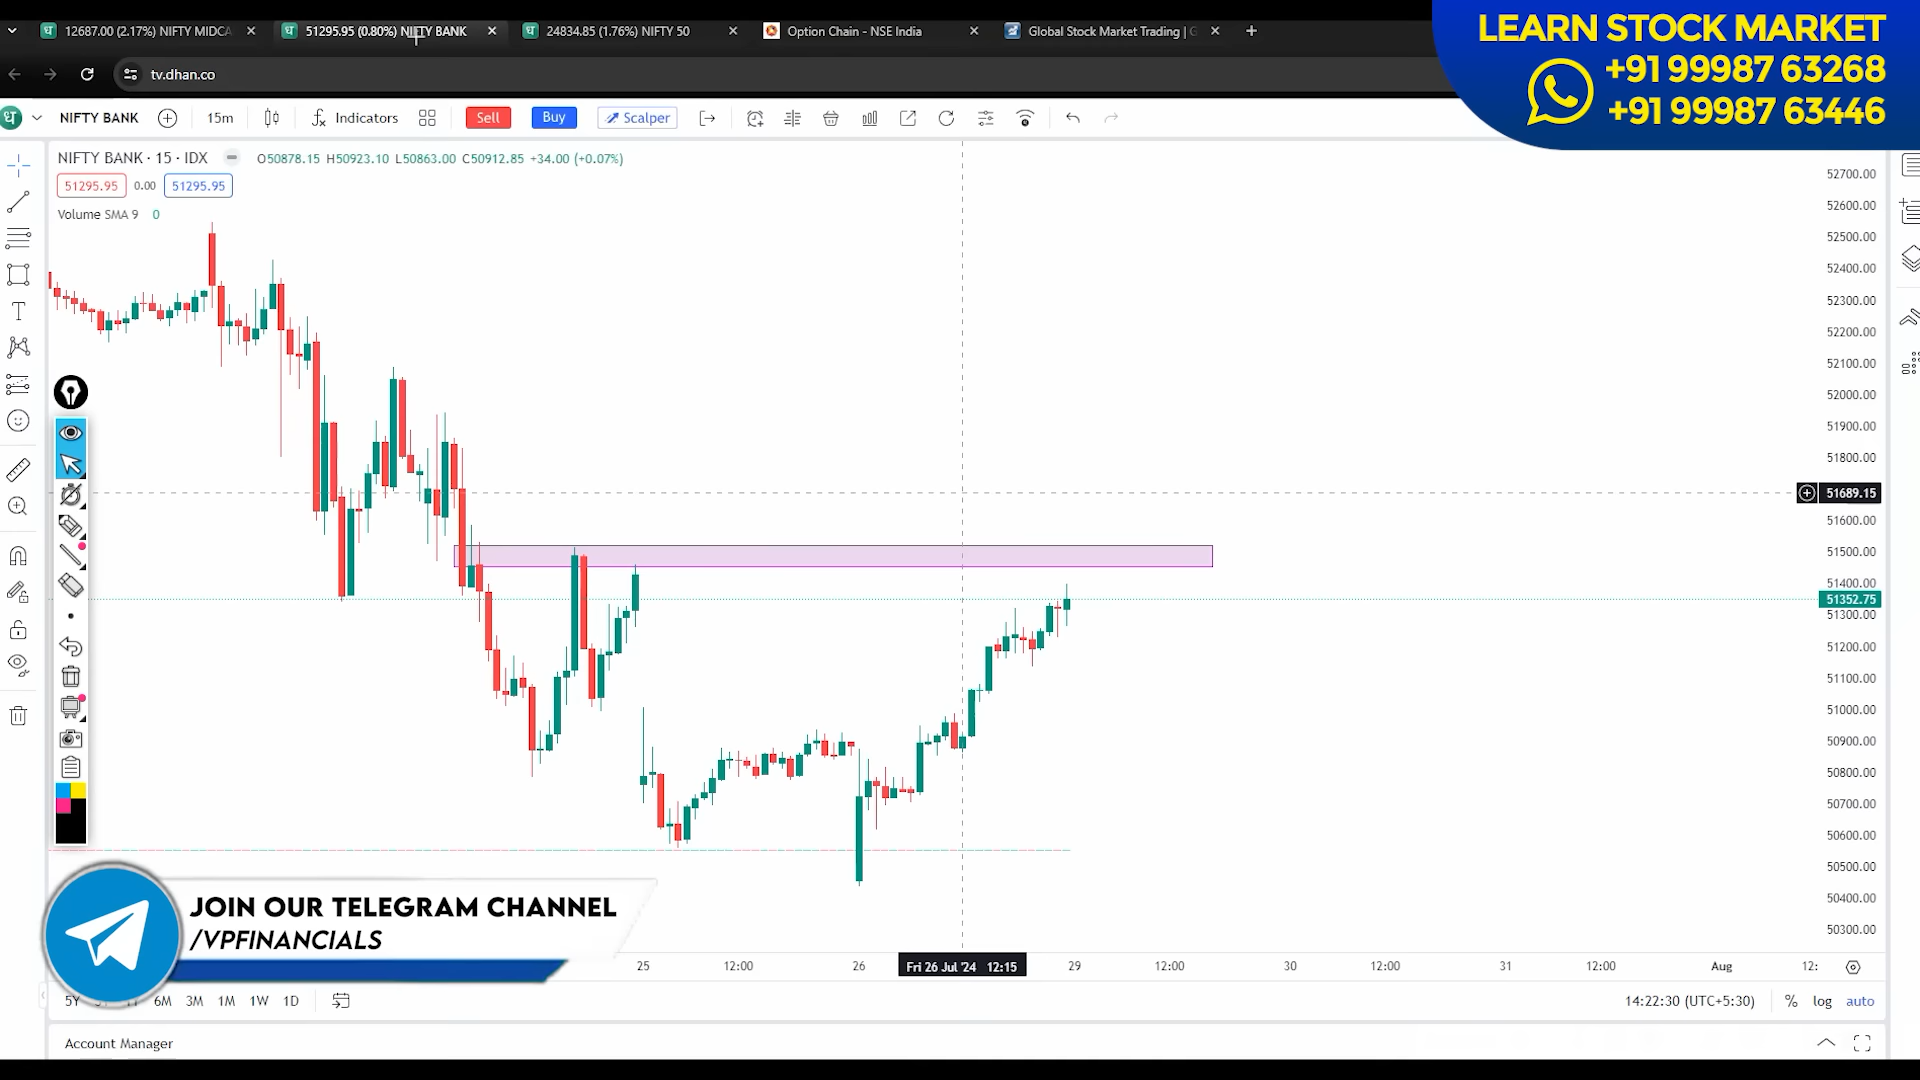 12687.00 (2.17%) NIFTY MIDCA
51295.95 (0.80%) NIFTY BANK
24834.85 (1.76%) NIFTY 50
Option Chain - NSE India
Global Stock Market Trading |
LEARN STOCK MARKET
+91 99987 63268
+91 99987 63446
tv.dhan.co
NIFTY BANK
15m
Indicators
Sell
Buy
Scalper
NIFTY BANK · 15 · IDX
O50878.15 H50923.10 L50863.00 C50912.85 +34.00 (+0.07%)
51295.95 0.00 51295.95
Volume SMA 9 0
52700.00
52600.00
52500.00
52400.00
52300.00
52200.00
52100.00
52000.00
51900.00
51800.00
51689.15
51600.00
51500.00
51400.00
51352.75
51300.00
51200.00
51100.00
51000.00
50900.00
50800.00
50700.00
50600.00
50500.00
50400.00
50300.00
JOIN OUR TELEGRAM CHANNEL
/VPFINANCIALS
25 12:00 26 Fri 26 Jul '24 12:15 29 12:00 30 12:00 31 12:00 Aug 12:
5Y 6M 3M 1M 1W 1D
14:22:30 (UTC+5:30) % log auto
Account Manager